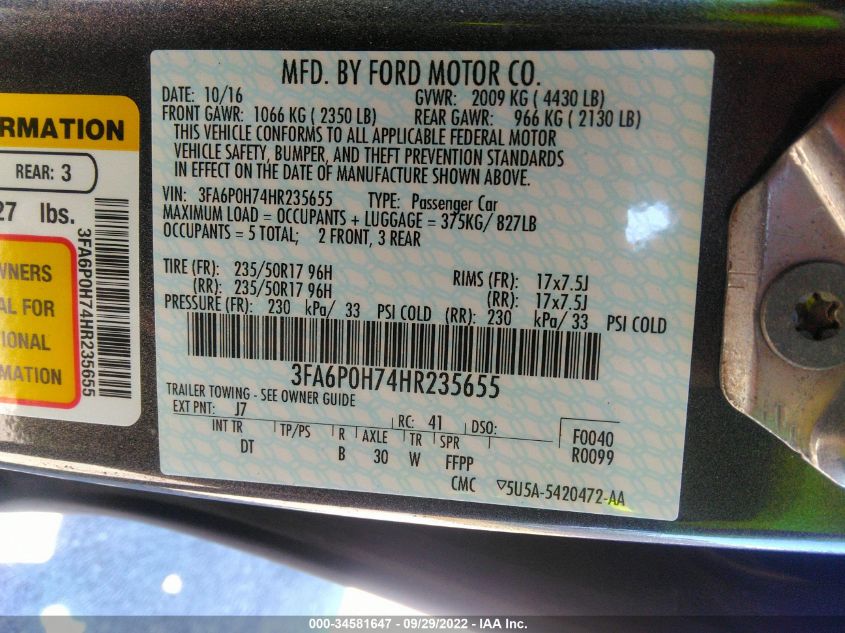 MFD. BY FORD MOTOR CO.
DATE: 10/16 GVWR: 2009 KG ( 4430 LB)
FRONT GAWR: 1066 KG ( 2350 LB) REAR GAWR: 966 KG ( 2130 LB)
THIS VEHICLE CONFORMS TO ALL APPLICABLE FEDERAL MOTOR
VEHICLE SAFETY, BUMPER, AND THEFT PREVENTION STANDARDS
IN EFFECT ON THE DATE OF MANUFACTURE SHOWN ABOVE.
VIN: 3FA6P0H74HR235655 TYPE: Passenger Car
MAXIMUM LOAD = OCCUPANTS + LUGGAGE = 375KG/ 827LB
OCCUPANTS = 5 TOTAL; 2 FRONT, 3 REAR
TIRE (FR): 235/50R17 96H RIMS (FR): 17x7.5J
(RR): 235/50R17 96H (RR): 17x7.5J
PRESSURE (FR): 230 kPa/ 33 PSI COLD (RR): 230 kPa/ 33 PSI COLD
3FA6P0H74HR235655
TRAILER TOWING - SEE OWNER GUIDE
EXT PNT: J7 RC: 41 DSO:
INT TR TP/PS R AXLE TR SPR F0040
DT B 30 W FFPP R0099
CMC ▽5U5A-5420472-AA
RMATION
REAR: 3
27 lbs.
WNERS
AL FOR
IONAL
MATION
3FA6P0H74HR235655
000-34581647 - 09/29/2022 - IAA Inc.